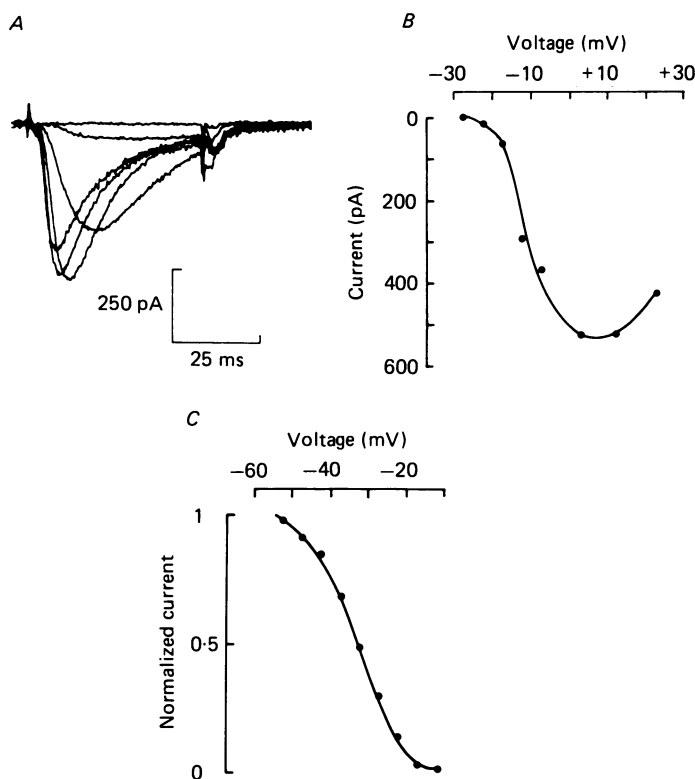 A
250 pA
25 ms
B
Voltage (mV)
−30 −10 +10 +30
Current (pA)
0
200
400
600
C
Voltage (mV)
−60 −40 −20
Normalized current
1
0·5
0